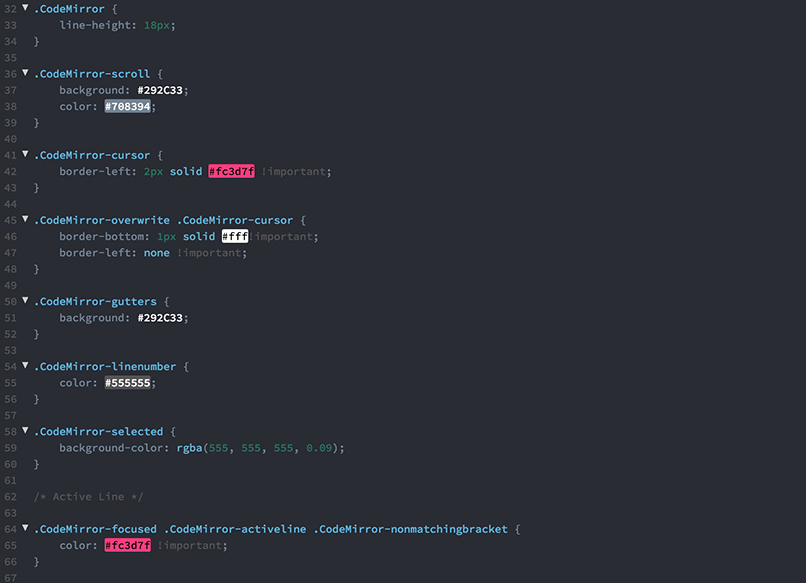 32 ▼ .CodeMirror {
33 line-height: 18px;
34 }
35
36 ▼ .CodeMirror-scroll {
37 background: #292C33;
38 color: #708394;
39 }
40
41 ▼ .CodeMirror-cursor {
42 border-left: 2px solid #fc3d7f !important;
43 }
44
45 ▼ .CodeMirror-overwrite .CodeMirror-cursor {
46 border-bottom: 1px solid #fff important;
47 border-left: none !important;
48 }
49
50 ▼ .CodeMirror-gutters {
51 background: #292C33;
52 }
53
54 ▼ .CodeMirror-linenumber {
55 color: #555555;
56 }
57
58 ▼ .CodeMirror-selected {
59 background-color: rgba(555, 555, 555, 0.09);
60 }
61
62 /* Active Line */
63
64 ▼ .CodeMirror-focused .CodeMirror-activeline .CodeMirror-nonmatchingbracket {
65 color: #fc3d7f !important;
66 }
67